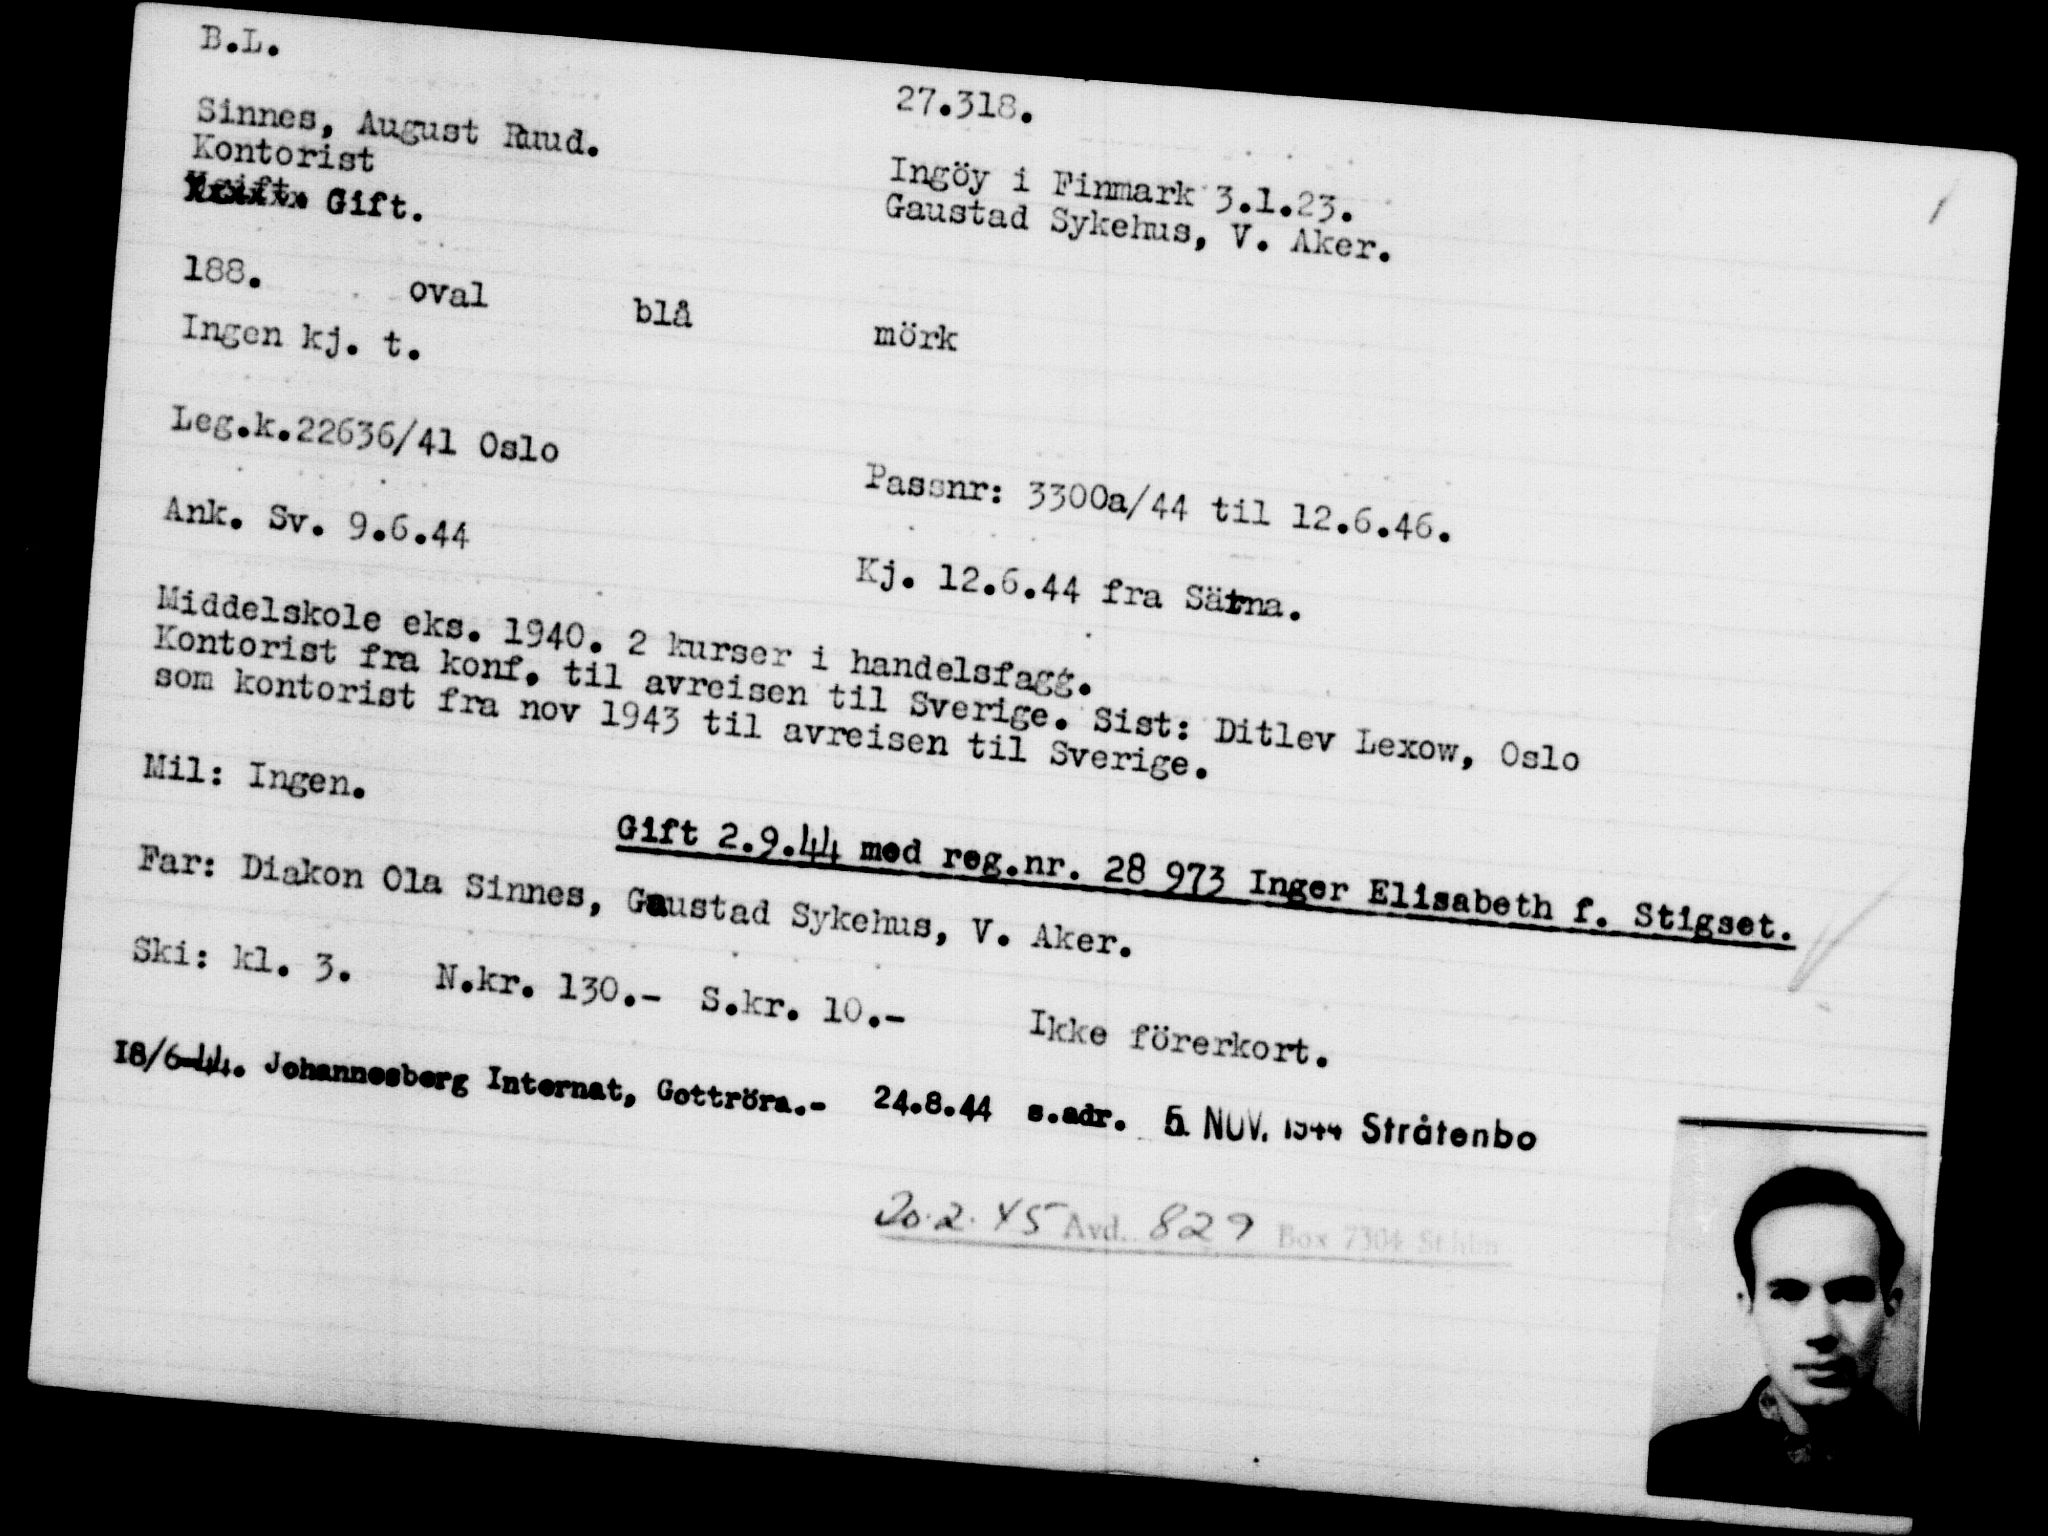 B.L.
27.318.
Sinnes, August Ruud.
Kontorist
Ugift. Gift.
Ingöy i Finmark 3.1.23.
Gaustad Sykehus, V. Aker.
188. oval blå mörk
Ingen kj. t.
Leg.k.22636/41 Oslo
Passnr: 3300a/44 til 12.6.46.
Ank. Sv. 9.6.44
Kj. 12.6.44 fra Särna.
Middelskole eks. 1940. 2 kurser i handelsfagg.
Kontorist fra konf. til avreisen til Sverige. Sist: Ditlev Lexow, Oslo
som kontorist fra nov 1943 til avreisen til Sverige.
Mil: Ingen.
Gift 2.9.44 med reg.nr. 28 973 Inger Elisabeth f. Stigset.
Far: Diakon Ola Sinnes, Gaustad Sykehus, V. Aker.
Ski: kl. 3. N.kr. 130.- S.kr. 10.- Ikke förerkort.
18/6-44. Johannesberg Internat, Gottröra.- 24.8.44 s.adr. 5. NOV. 1944 Stråtenbo
20.2.45 Avd. 829 Box 7304 Sthlm